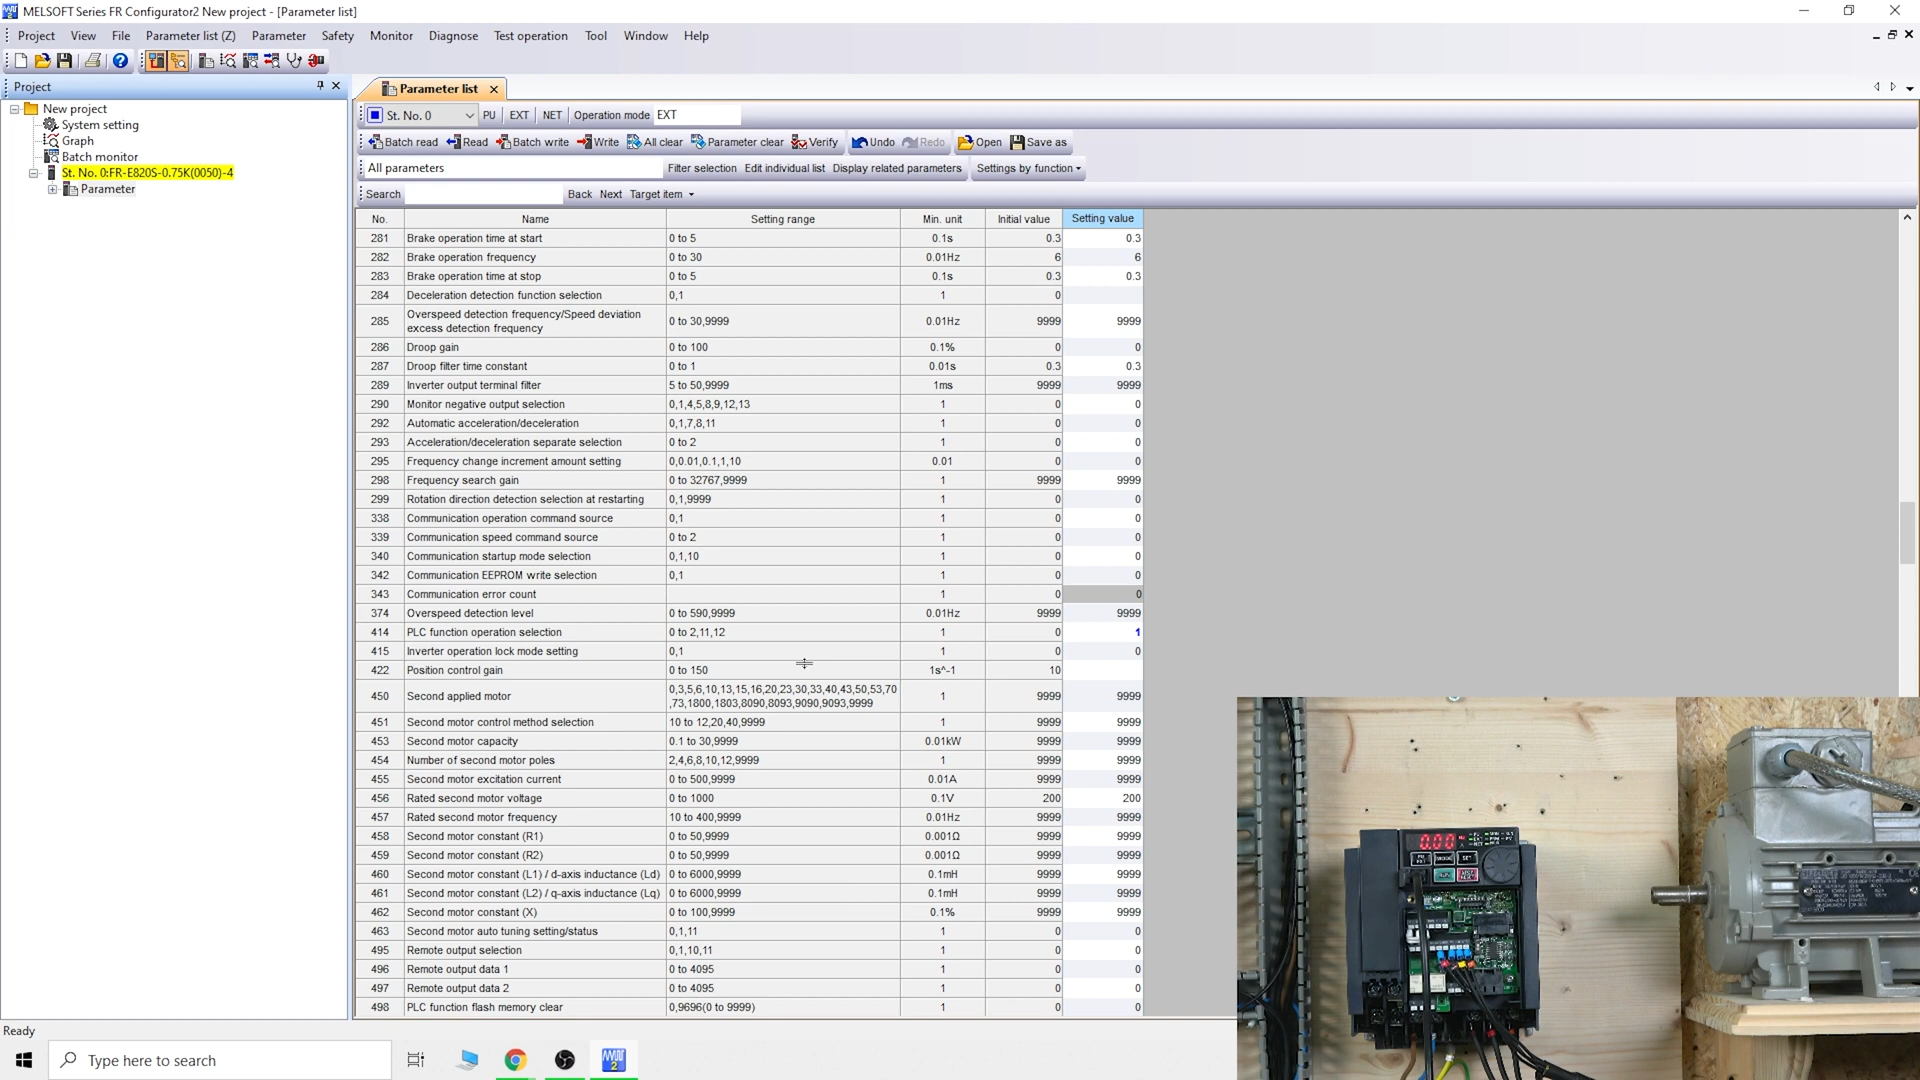 MELSOFT Series FR Configurator2 New project - [Parameter list]
Project View File Parameter list (Z) Parameter Safety Monitor Diagnose Test operation Tool Window Help
Project
New project
System setting
Graph
Batch monitor
St. No. 0:FR-E820S-0.75K(0050)-4
Parameter
Parameter list
St. No. 0 PU EXT NET Operation mode EXT
Batch read Read Batch write Write All clear Parameter clear Verify Undo Redo Open Save as
All parameters Filter selection Edit individual list Display related parameters Settings by function
Search Back Next Target item
No. Name Setting range Min. unit Initial value Setting value
281 Brake operation time at start 0 to 5 0.1s 0.3 0.3
282 Brake operation frequency 0 to 30 0.01Hz 6 6
283 Brake operation time at stop 0 to 5 0.1s 0.3 0.3
284 Deceleration detection function selection 0,1 1 0
285 Overspeed detection frequency/Speed deviation excess detection frequency 0 to 30,9999 0.01Hz 9999 9999
286 Droop gain 0 to 100 0.1% 0 0
287 Droop filter time constant 0 to 1 0.01s 0.3 0.3
289 Inverter output terminal filter 5 to 50,9999 1ms 9999 9999
290 Monitor negative output selection 0,1,4,5,8,9,12,13 1 0 0
292 Automatic acceleration/deceleration 0,1,7,8,11 1 0 0
293 Acceleration/deceleration separate selection 0 to 2 1 0 0
295 Frequency change increment amount setting 0,0.01,0.1,1,10 0.01 0 0
298 Frequency search gain 0 to 32767,9999 1 9999 9999
299 Rotation direction detection selection at restarting 0,1,9999 1 0 0
338 Communication operation command source 0,1 1 0 0
339 Communication speed command source 0 to 2 1 0 0
340 Communication startup mode selection 0,1,10 1 0 0
342 Communication EEPROM write selection 0,1 1 0 0
343 Communication error count 1 0 0
374 Overspeed detection level 0 to 590,9999 0.01Hz 9999 9999
414 PLC function operation selection 0 to 2,11,12 1 0 1
415 Inverter operation lock mode setting 0,1 1 0 0
422 Position control gain 0 to 150 1s^-1 10
450 Second applied motor 0,3,5,6,10,13,15,16,20,23,30,33,40,43,50,53,70,73,1800,1803,8090,8093,9090,9093,9999 1 9999 9999
451 Second motor control method selection 10 to 12,20,40,9999 1 9999 9999
453 Second motor capacity 0.1 to 30,9999 0.01kW 9999 9999
454 Number of second motor poles 2,4,6,8,10,12,9999 1 9999 9999
455 Second motor excitation current 0 to 500,9999 0.01A 9999 9999
456 Rated second motor voltage 0 to 1000 0.1V 200 200
457 Rated second motor frequency 10 to 400,9999 0.01Hz 9999 9999
458 Second motor constant (R1) 0 to 50,9999 0.001Ω 9999 9999
459 Second motor constant (R2) 0 to 50,9999 0.001Ω 9999 9999
460 Second motor constant (L1) / d-axis inductance (Ld) 0 to 6000,9999 0.1mH 9999 9999
461 Second motor constant (L2) / q-axis inductance (Lq) 0 to 6000,9999 0.1mH 9999 9999
462 Second motor constant (X) 0 to 100,9999 0.1% 9999 9999
463 Second motor auto tuning setting/status 0,1,11 1 0 0
495 Remote output selection 0,1,10,11 1 0 0
496 Remote output data 1 0 to 4095 1 0 0
497 Remote output data 2 0 to 4095 1 0 0
498 PLC function flash memory clear 0,9696(0 to 9999) 1 0 0
0.00
MODE SET
Ready
Type here to search